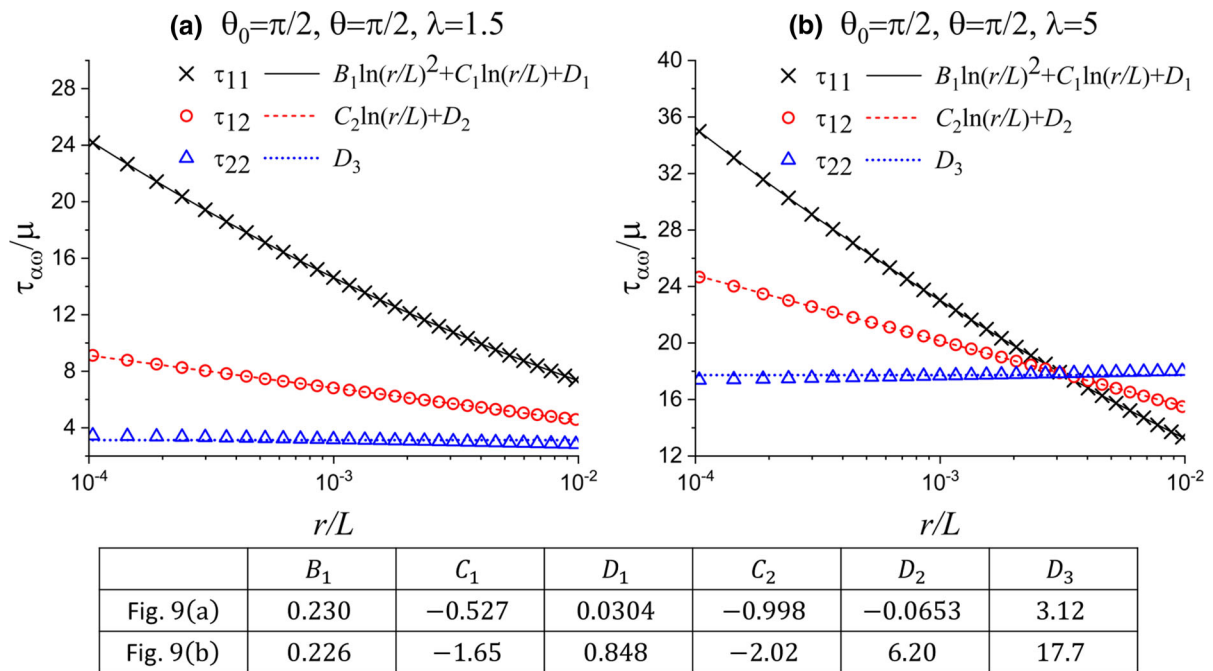 (a) θ₀=π/2, θ=π/2, λ=1.5
τ₁₁ B₁ln(r/L)²+C₁ln(r/L)+D₁
τ₁₂ C₂ln(r/L)+D₂
τ₂₂ D₃
28
24
20
16
12
8
4
ταω/μ
10⁻⁴ 10⁻³ 10⁻²
r/L
(b) θ₀=π/2, θ=π/2, λ=5
τ₁₁ B₁ln(r/L)²+C₁ln(r/L)+D₁
τ₁₂ C₂ln(r/L)+D₂
τ₂₂ D₃
40
36
32
28
24
20
16
12
ταω/μ
10⁻⁴ 10⁻³ 10⁻²
r/L
B₁ C₁ D₁ C₂ D₂ D₃
Fig. 9(a) 0.230 −0.527 0.0304 −0.998 −0.0653 3.12
Fig. 9(b) 0.226 −1.65 0.848 −2.02 6.20 17.7